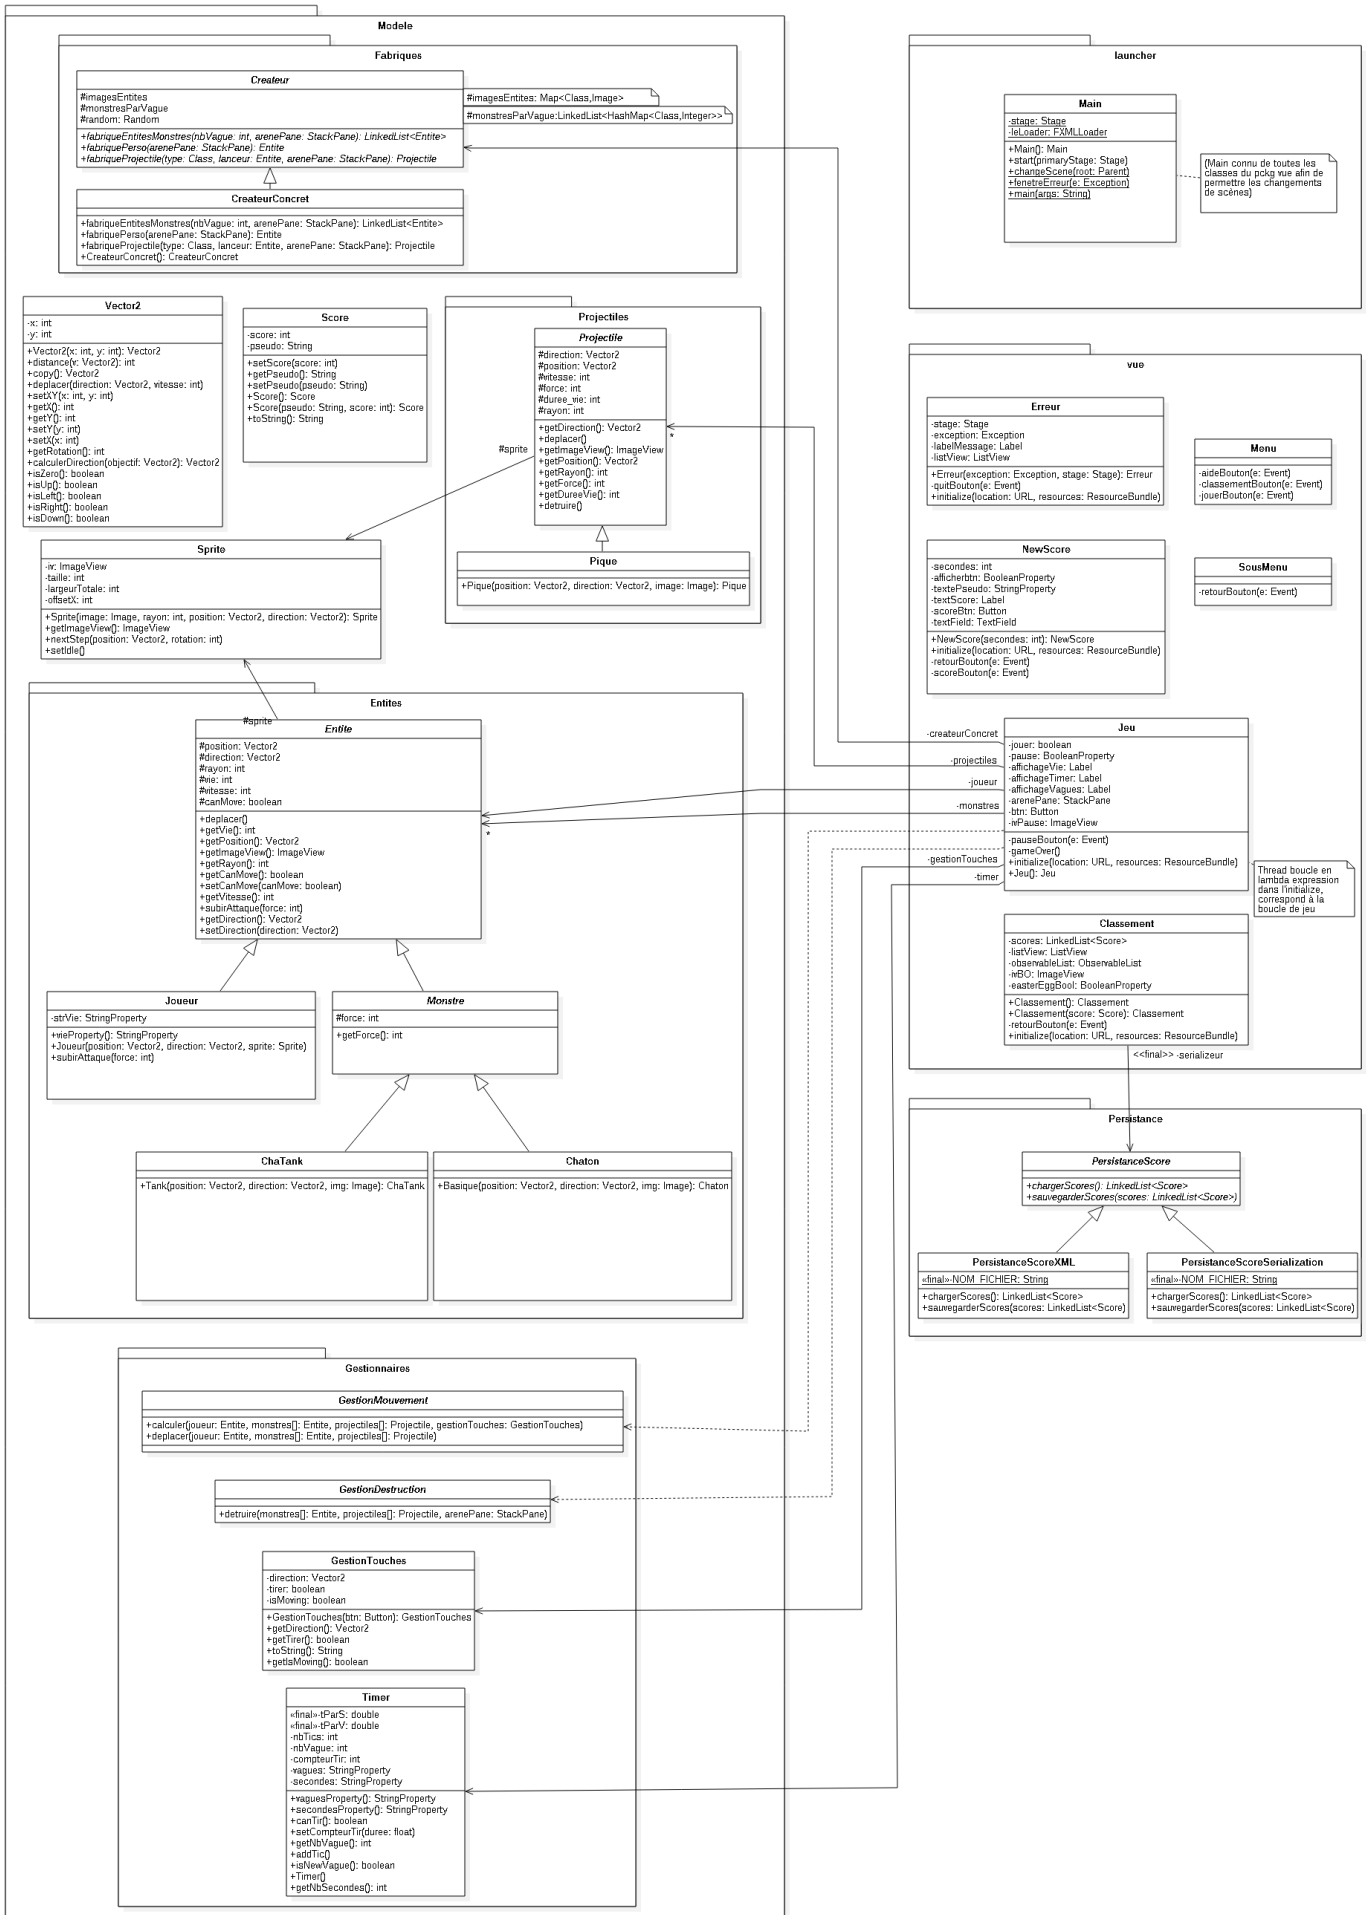 Modele
Fabriques
Createur
#imagesEntites
#monstresParVague
#random: Random
+fabriqueEntitesMonstres(nbVague: int, arenePane: StackPane): LinkedList<Entite>
+fabriquePerso(arenePane: StackPane): Entite
+fabriqueProjectile(type: Class, lanceur: Entite, arenePane: StackPane): Projectile
#imagesEntites: Map<Class,Image>
#monstresParVague:LinkedList<HashMap<Class,Integer>>
CreateurConcret
+fabriqueEntitesMonstres(nbVague: int, arenePane: StackPane): LinkedList<Entite>
+fabriquePerso(arenePane: StackPane): Entite
+fabriqueProjectile(type: Class, lanceur: Entite, arenePane: StackPane): Projectile
+CreateurConcret(): CreateurConcret
Vector2
-x: int
-y: int
+Vector2(x: int, y: int): Vector2
+distance(v: Vector2): int
+copy(): Vector2
+deplacer(direction: Vector2, vitesse: int)
+setXY(x: int, y: int)
+getX(): int
+getY(): int
+setY(y: int)
+setX(x: int)
+getRotation(): int
+calculerDirection(objectif: Vector2): Vector2
+isZero(): boolean
+isUp(): boolean
+isLeft(): boolean
+isRight(): boolean
+isDown(): boolean
Score
-score: int
-pseudo: String
+setScore(score: int)
+getPseudo(): String
+setPseudo(pseudo: String)
+Score(): Score
+Score(pseudo: String, score: int): Score
+toString(): String
Projectiles
Projectile
#direction: Vector2
#position: Vector2
#vitesse: int
#force: int
#duree_vie: int
#rayon: int
+getDirection(): Vector2
+deplacer()
+getImageView(): ImageView
+getPosition(): Vector2
+getRayon(): int
+getForce(): int
+getDureeVie(): int
+detruire()
*
#sprite
Pique
+Pique(position: Vector2, direction: Vector2, image: Image): Pique
Sprite
-iv: ImageView
-taille: int
-largeurTotale: int
-offsetX: int
+Sprite(image: Image, rayon: int, position: Vector2, direction: Vector2): Sprite
+getImageView(): ImageView
+nextStep(position: Vector2, rotation: int)
+setIdle()
Entites
#sprite
Entite
#position: Vector2
#direction: Vector2
#rayon: int
#vie: int
#vitesse: int
#canMove: boolean
+deplacer()
+getVie(): int
+getPosition(): Vector2
+getImageView(): ImageView
+getRayon(): int
+getCanMove(): boolean
+setCanMove(canMove: boolean)
+getVitesse(): int
+subirAttaque(force: int)
+getDirection(): Vector2
+setDirection(direction: Vector2)
*
Joueur
-strVie: StringProperty
+vieProperty(): StringProperty
+Joueur(position: Vector2, direction: Vector2, sprite: Sprite)
+subirAttaque(force: int)
Monstre
#force: int
+getForce(): int
ChaTank
+Tank(position: Vector2, direction: Vector2, img: Image): ChaTank
Chaton
+Basique(position: Vector2, direction: Vector2, img: Image): Chaton
Gestionnaires
GestionMouvement
+calculer(joueur: Entite, monstres[]: Entite, projectiles[]: Projectile, gestionTouches: GestionTouches)
+deplacer(joueur: Entite, monstres[]: Entite, projectiles[]: Projectile)
GestionDestruction
+detruire(monstres[]: Entite, projectiles[]: Projectile, arenePane: StackPane)
GestionTouches
-direction: Vector2
-tirer: boolean
-isMoving: boolean
+GestionTouches(btn: Button): GestionTouches
+getDirection(): Vector2
+getTirer(): boolean
+toString(): String
+getIsMoving(): boolean
Timer
«final»-tParS: double
«final»-tParV: double
-nbTics: int
-nbVague: int
-compteurTir: int
-vagues: StringProperty
-secondes: StringProperty
+vaguesProperty(): StringProperty
+secondesProperty(): StringProperty
+canTir(): boolean
+setCompteurTir(duree: float)
+getNbVague(): int
+addTic()
+isNewVague(): boolean
+Timer()
+getNbSecondes(): int
launcher
Main
-stage: Stage
-leLoader: FXMLLoader
+Main(): Main
+start(primaryStage: Stage)
+changeScene(root: Parent)
+fenetreErreur(e: Exception)
+main(args: String)
(Main connu de toutes les
classes du pckg vue afin de
permettre les changements
de scènes)
vue
Erreur
-stage: Stage
-exception: Exception
-labelMessage: Label
-listView: ListView
+Erreur(exception: Exception, stage: Stage): Erreur
-quitBouton(e: Event)
+initialize(location: URL, resources: ResourceBundle)
Menu
-aideBouton(e: Event)
-classementBouton(e: Event)
-jouerBouton(e: Event)
NewScore
-secondes: int
-afficherbtn: BooleanProperty
-textePseudo: StringProperty
-textScore: Label
-scoreBtn: Button
-textField: TextField
+NewScore(secondes: int): NewScore
+initialize(location: URL, resources: ResourceBundle)
-retourBouton(e: Event)
-scoreBouton(e: Event)
SousMenu
-retourBouton(e: Event)
-createurConcret
-projectiles
-joueur
-monstres
-gestionTouches
-timer
Jeu
-jouer: boolean
-pause: BooleanProperty
-affichageVie: Label
-affichageTimer: Label
-affichageVagues: Label
-arenePane: StackPane
-btn: Button
-ivPause: ImageView
-pauseBouton(e: Event)
-gameOver()
+initialize(location: URL, resources: ResourceBundle)
+Jeu(): Jeu
Thread boucle en
lambda expression
dans l'initialize,
correspond à la
boucle de jeu
Classement
-scores: LinkedList<Score>
-listView: ListView
-observableList: ObservableList
-ivBO: ImageView
-easterEggBool: BooleanProperty
+Classement(): Classement
+Classement(score: Score): Classement
-retourBouton(e: Event)
+initialize(location: URL, resources: ResourceBundle)
<<final>> -serializeur
Persistance
PersistanceScore
+chargerScores(): LinkedList<Score>
+sauvegarderScores(scores: LinkedList<Score>)
PersistanceScoreXML
«final»-NOM_FICHIER: String
+chargerScores(): LinkedList<Score>
+sauvegarderScores(scores: LinkedList<Score)
PersistanceScoreSerialization
«final»-NOM_FICHIER: String
+chargerScores(): LinkedList<Score>
+sauvegarderScores(scores: LinkedList<Score)